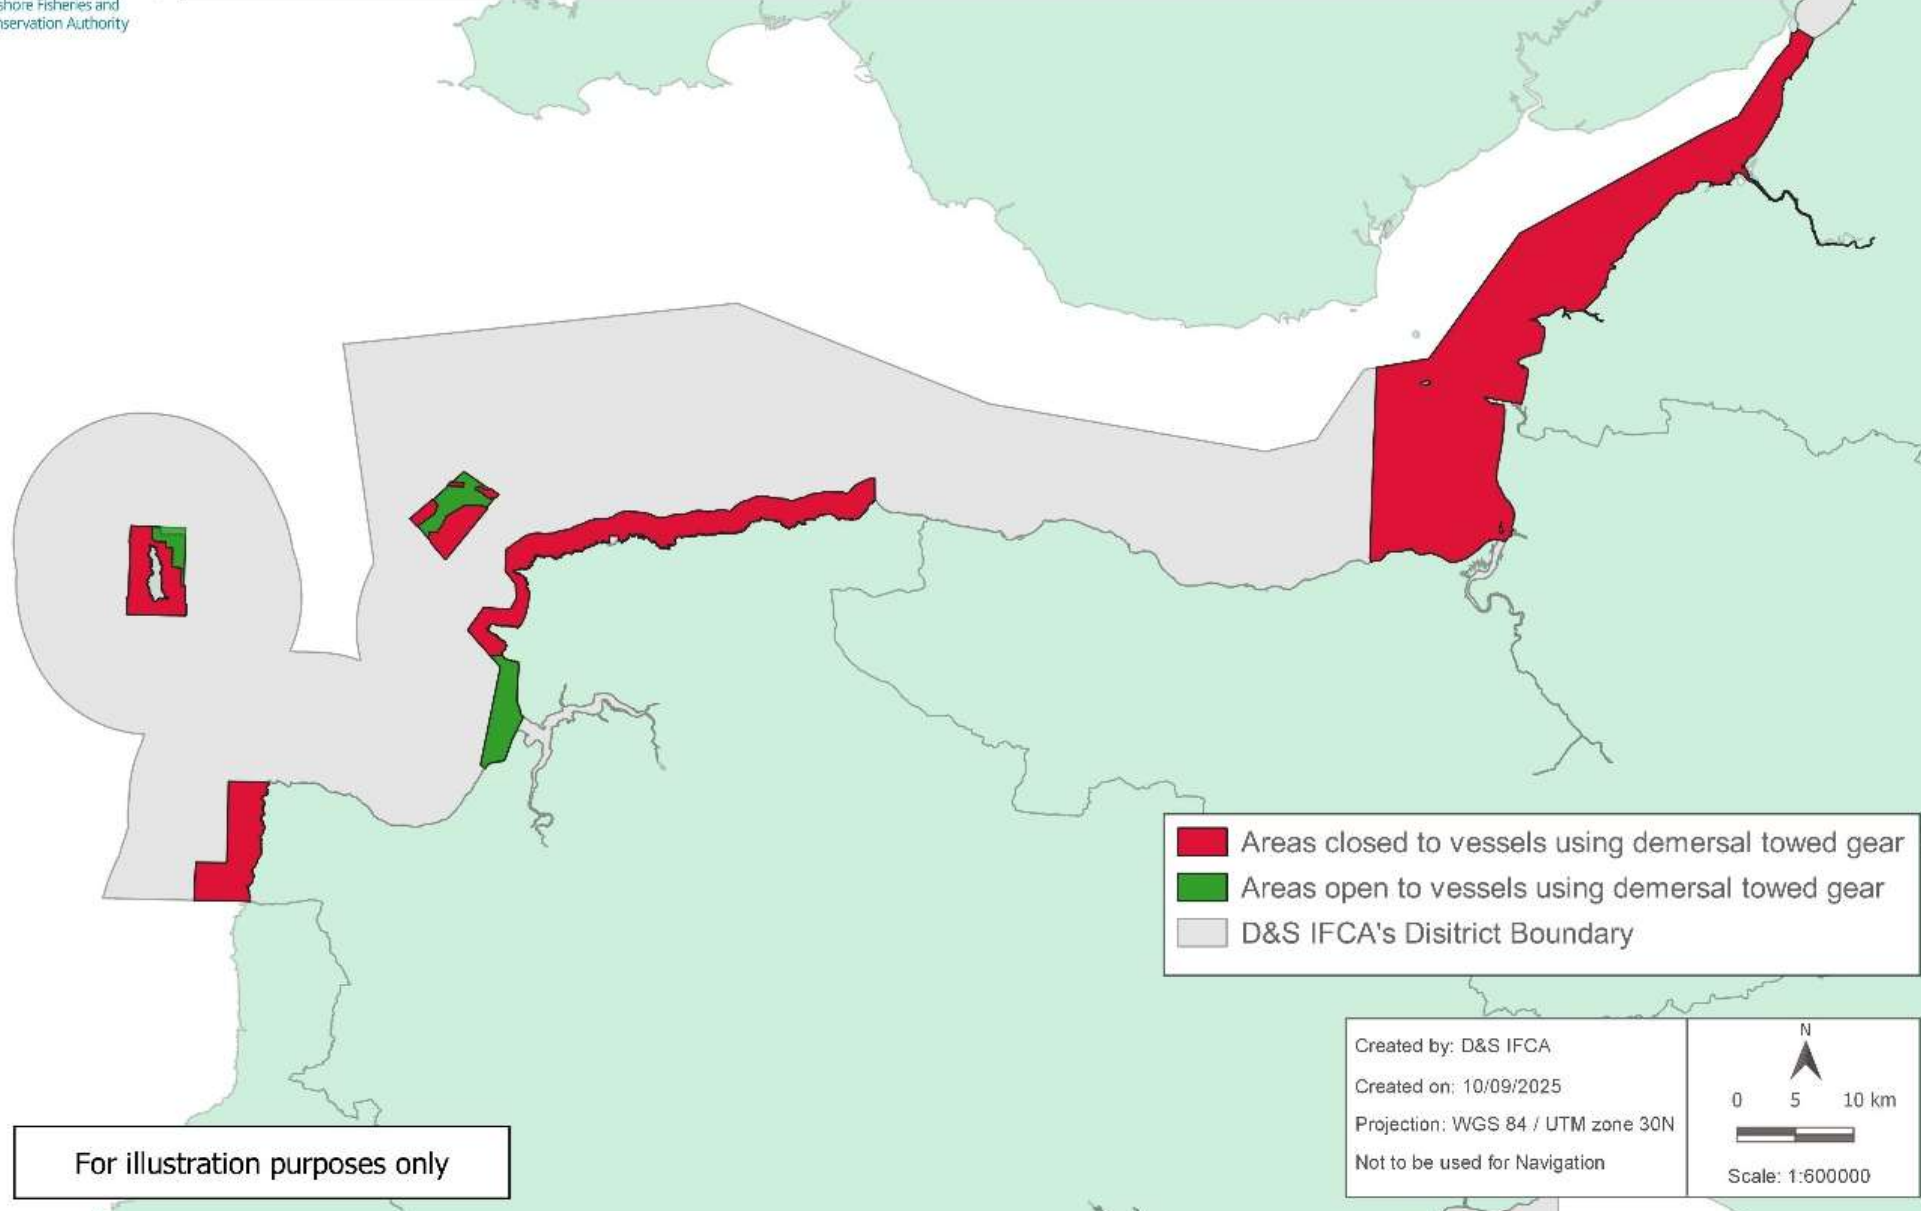 shore Fisheries and
nservation Authority
Areas closed to vessels using demersal towed gear
Areas open to vessels using demersal towed gear
D&S IFCA's Disitrict Boundary
Created by: D&S IFCA
Created on: 10/09/2025
Projection: WGS 84 / UTM zone 30N
Not to be used for Navigation
N
0 5 10 km
Scale: 1:600000
For illustration purposes only